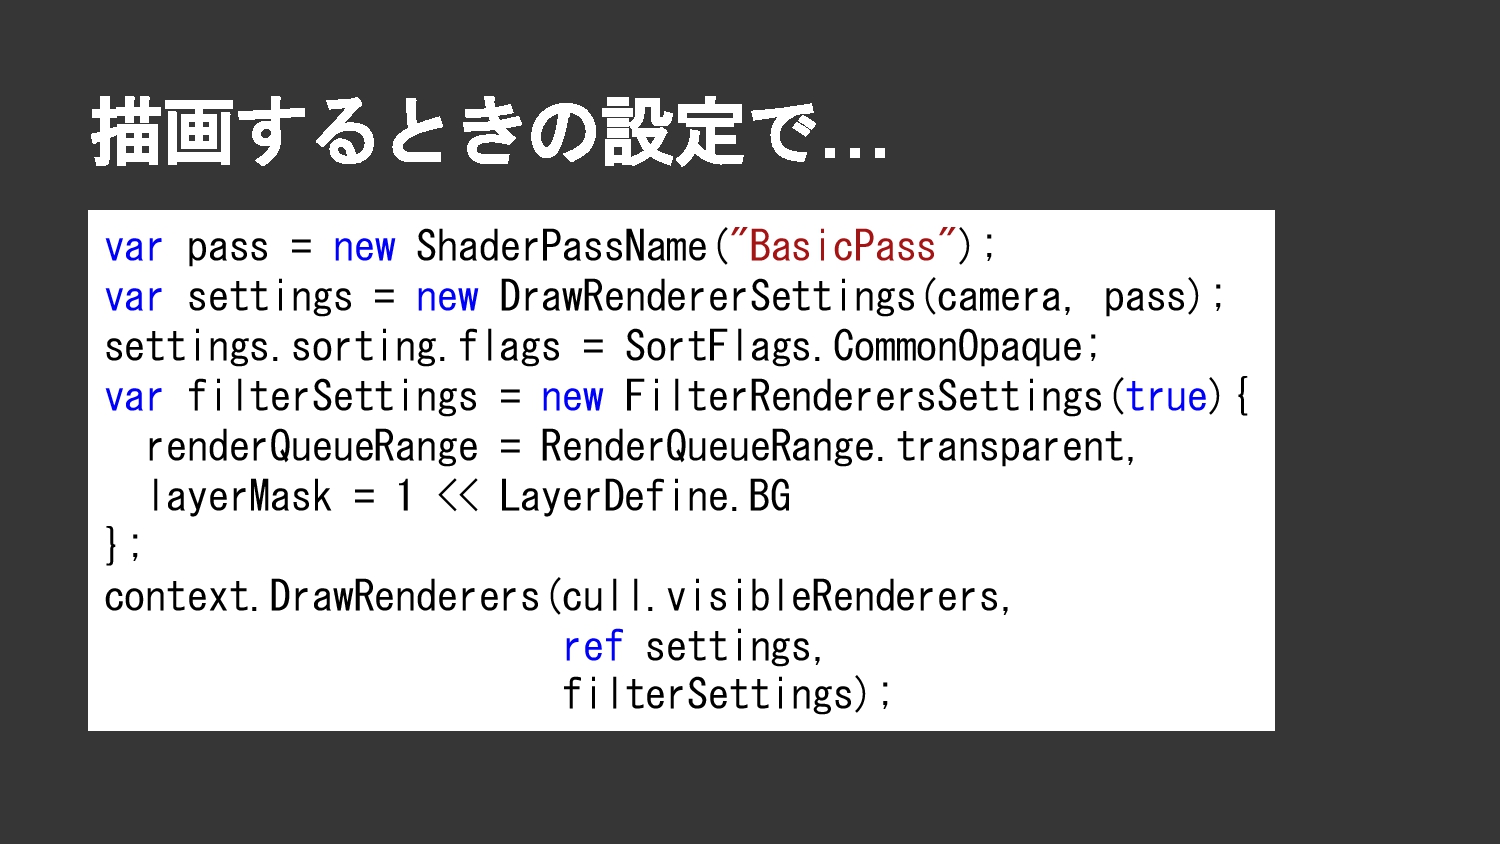 描画するときの設定で…
var pass = new ShaderPassName("BasicPass");
var settings = new DrawRendererSettings(camera, pass);
settings.sorting.flags = SortFlags.CommonOpaque;
var filterSettings = new FilterRenderersSettings(true){
  renderQueueRange = RenderQueueRange.transparent,
  layerMask = 1 << LayerDefine.BG
};
context.DrawRenderers(cull.visibleRenderers,
                      ref settings,
                      filterSettings);